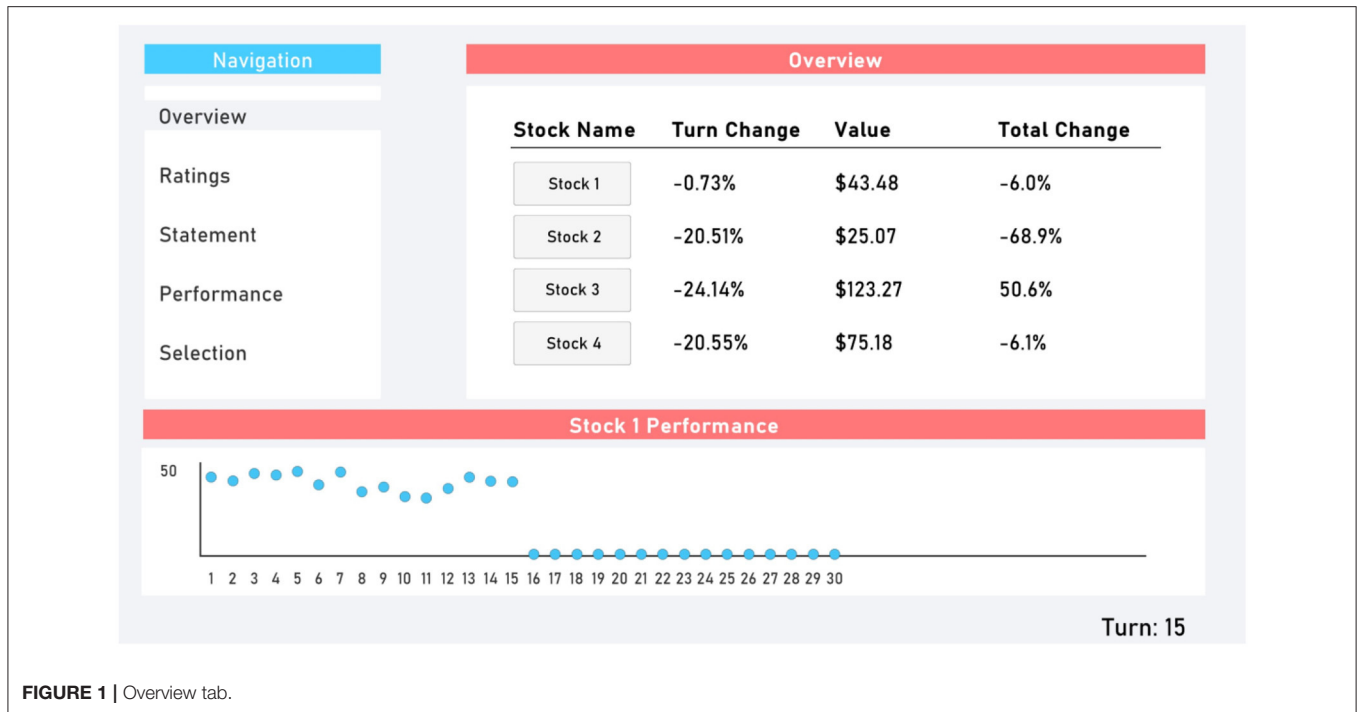 Navigation
Overview
Ratings
Statement
Performance
Selection
Overview
Stock Name Turn Change Value Total Change
Stock 1 -0.73% $43.48 -6.0%
Stock 2 -20.51% $25.07 -68.9%
Stock 3 -24.14% $123.27 50.6%
Stock 4 -20.55% $75.18 -6.1%
Stock 1 Performance
50
1 2 3 4 5 6 7 8 9 10 11 12 13 14 15 16 17 18 19 20 21 22 23 24 25 26 27 28 29 30
Turn: 15
FIGURE 1 | Overview tab.